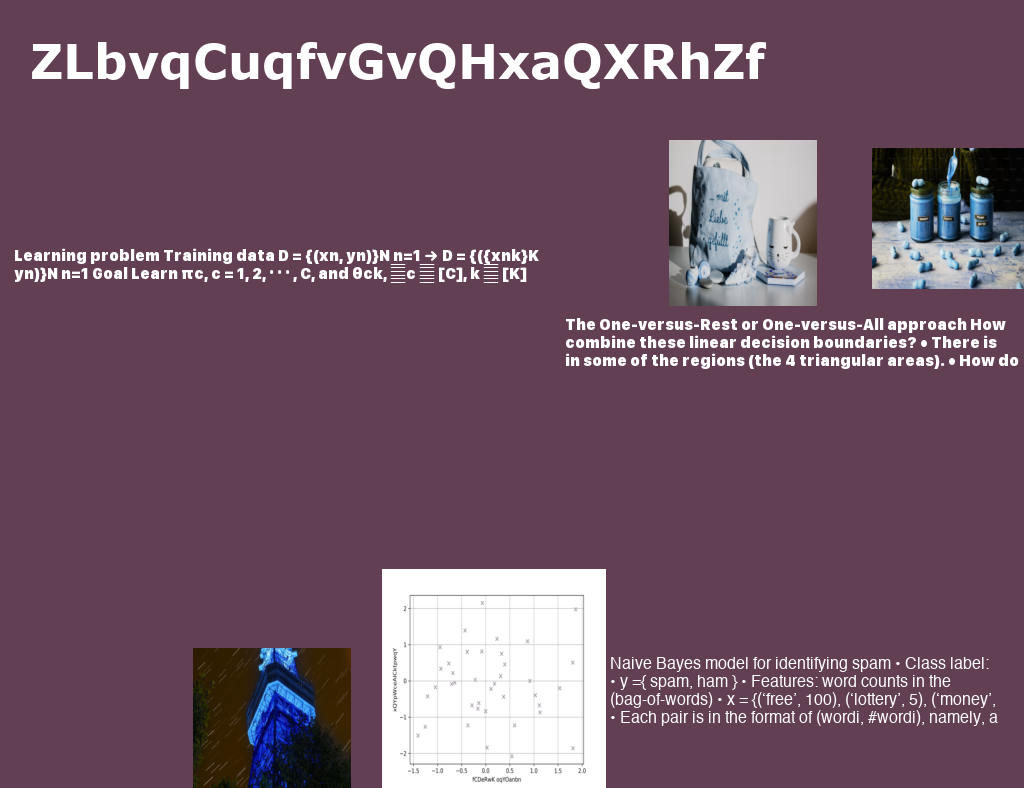 ZLbvqCuqfvGvQHxaQXRhZf
... mit
Liebe
gefüllt
Learning problem Training data D = {(xn, yn)}N n=1 → D = {({xnk}K
yn)}N n=1 Goal Learn πc, c = 1, 2, · · · , C, and θck, c [C], k [K]
The One-versus-Rest or One-versus-All approach How
combine these linear decision boundaries? • There is
in some of the regions (the 4 triangular areas). • How do
2
1
0
−1
−2
−1.5 −1.0 −0.5 0.0 0.5 1.0 1.5 2.0
Naive Bayes model for identifying spam • Class label:
• y ={ spam, ham } • Features: word counts in the
(bag-of-words) • x = {(‘free’, 100), (‘lottery’, 5), (‘money’,
• Each pair is in the format of (wordi, #wordi), namely, a